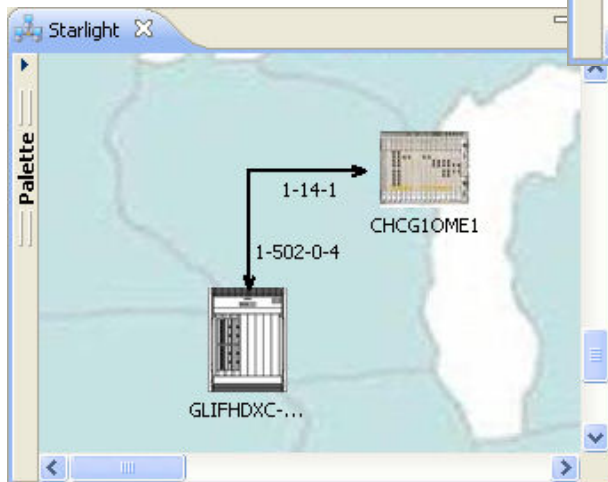 Starlight
Palette
1-14-1
CHCG1OME1
1-502-0-4
GLIFHDXC-...